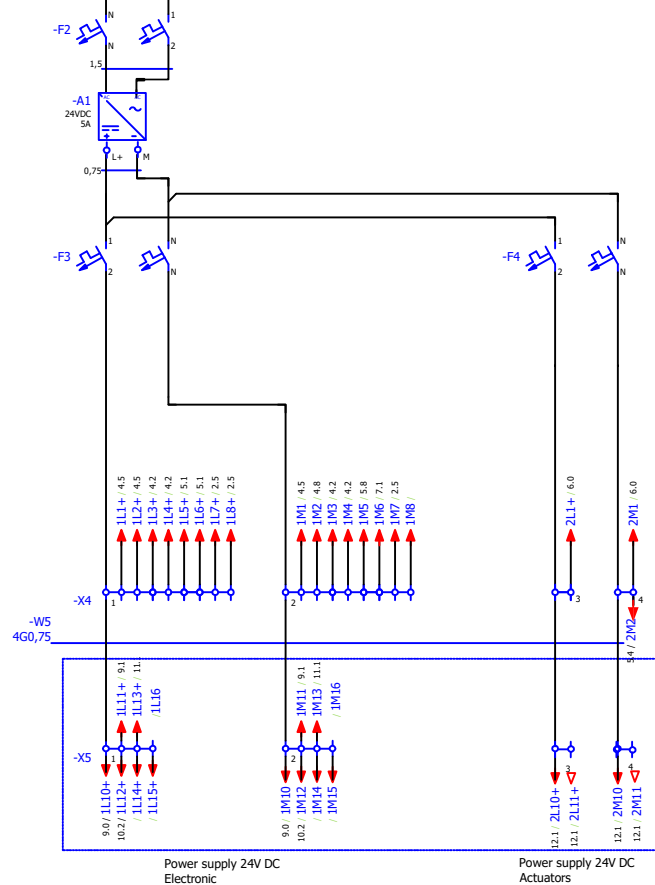 N
1
-F2
N
2
1,5
-A1
24VDC
5A
AC
+
-
L+
M
0,75
1
N
1
N
-F3
2
N
-F4
2
N
1L1+ / 4.5
1L2+ / 4.5
1L3+ / 4.2
1L4+ / 4.2
1L5+ / 5.1
1L6+ / 5.1
1L7+ / 2.5
1L8+ / 2.5
1M1 / 4.5
1M2 / 4.8
1M3 / 4.2
1M4 / 4.2
1M5 / 5.8
1M6 / 7.1
1M7 / 2.5
1M8 /
2L1+ / 6.0
2M1 / 6.0
-X4
1
2
3
4
-W5
4G0,75
5.4 / 2M2
1L11+ / 9.1
1L13+ / 11.1
/ 1L16
1M11 / 9.1
1M13 / 11.1
/ 1M16
-X5
1
2
3
4
9.0 / 1L10+
10.2 / 1L12+
/ 1L14+
/ 1L15+
9.0 / 1M10
10.2 / 1M12
/ 1M14
/ 1M15
12.1 / 2L10+
12.1 / 2L11+
12.1 / 2M10
12.1 / 2M11
Power supply 24V DC
Electronic
Power supply 24V DC
Actuators